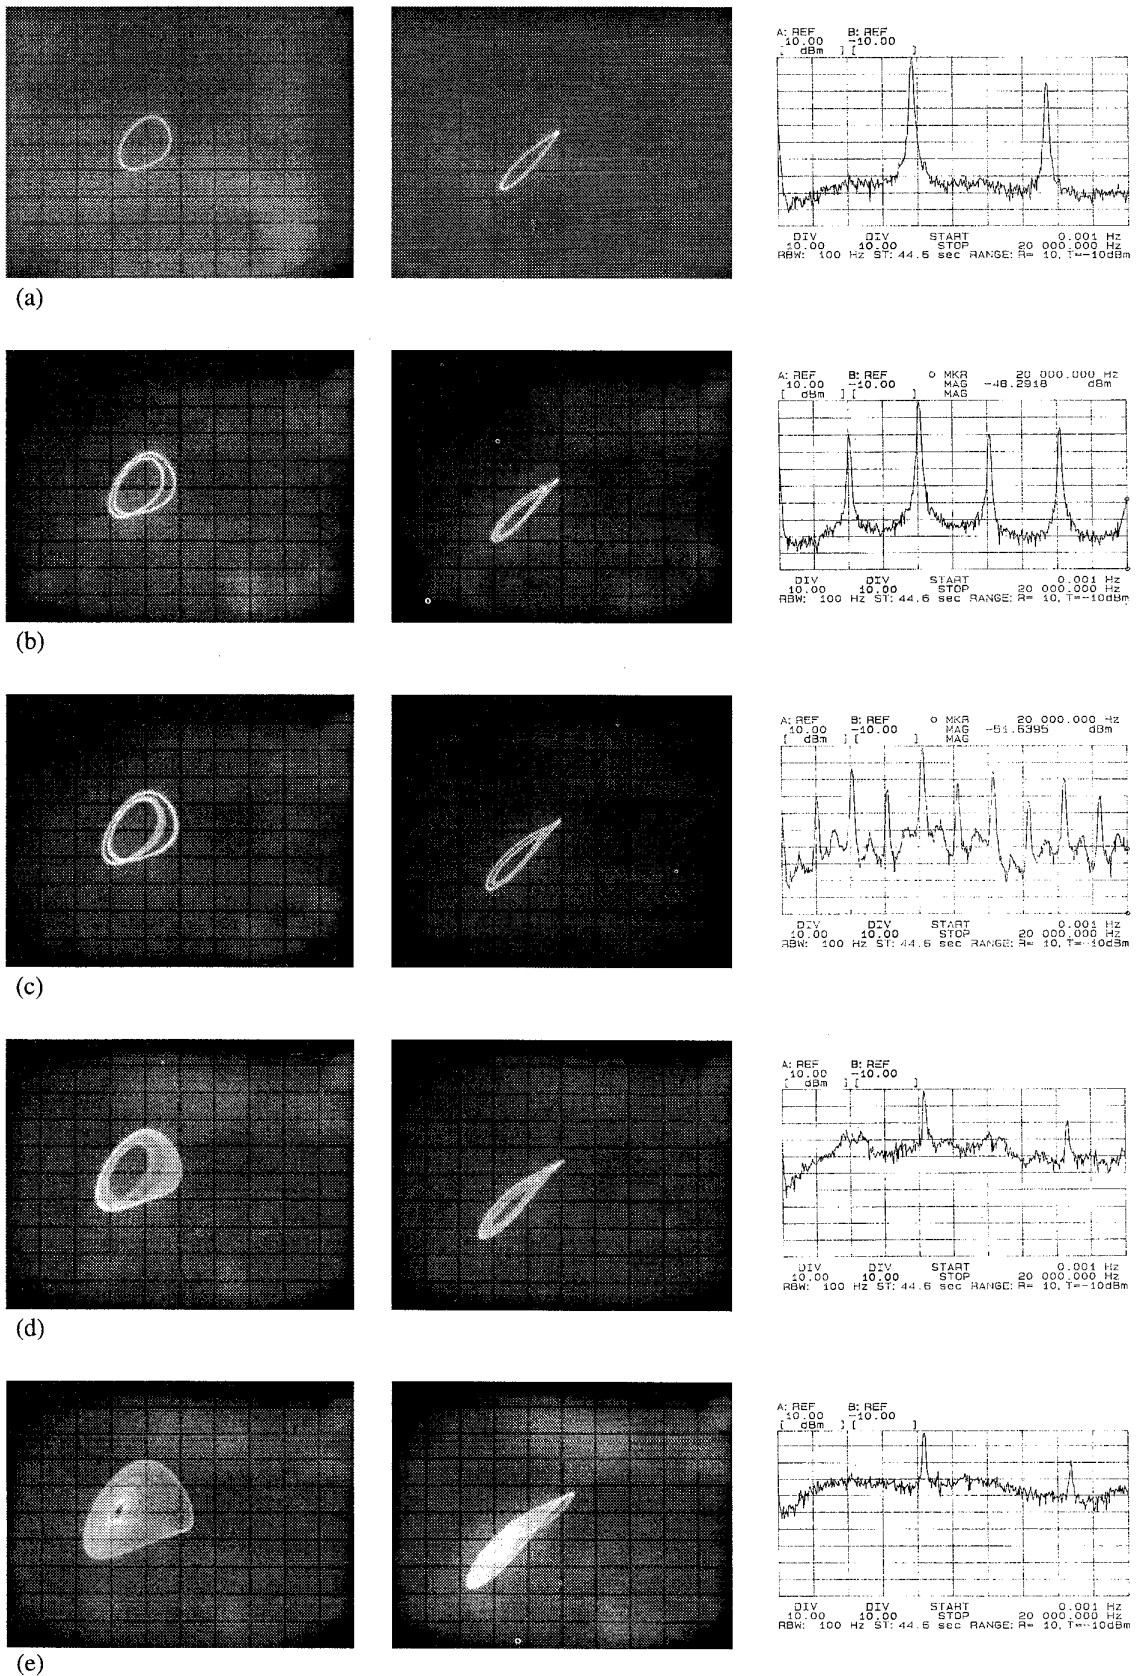 A: REF B: REF
10.00 -10.00
[ dBm ] [ ]
DIV DIV START 0.001 Hz
10.00 10.00 STOP 20 000.000 Hz
RBW: 100 Hz ST: 44.6 sec RANGE: R= 10, T=-10dBm
(a)
A: REF B: REF O MKR 20 000.000 Hz
10.00 -10.00 MAG -48.2918 dBm
[ dBm ] [ ] MAG
DIV DIV START 0.001 Hz
10.00 10.00 STOP 20 000.000 Hz
RBW: 100 Hz ST: 44.6 sec RANGE: R= 10, T=-10dBm
(b)
A: REF B: REF O MKR 20 000.000 Hz
10.00 -10.00 MAG -51.6395 dBm
[ dBm ] [ ] MAG
DIV DIV START 0.001 Hz
10.00 10.00 STOP 20 000.000 Hz
RBW: 100 Hz ST: 44.6 sec RANGE: R= 10, T=-10dBm
(c)
A: REF B: REF
10.00 -10.00
[ dBm ] [ ]
DIV DIV START 0.001 Hz
10.00 10.00 STOP 20 000.000 Hz
RBW: 100 Hz ST: 44.6 sec RANGE: R= 10, T=-10dBm
(d)
A: REF B: REF
10.00 -10.00
[ dBm ] [ ]
DIV DIV START 0.001 Hz
10.00 10.00 STOP 20 000.000 Hz
RBW: 100 Hz ST: 44.6 sec RANGE: R= 10, T=-10dBm
(e)